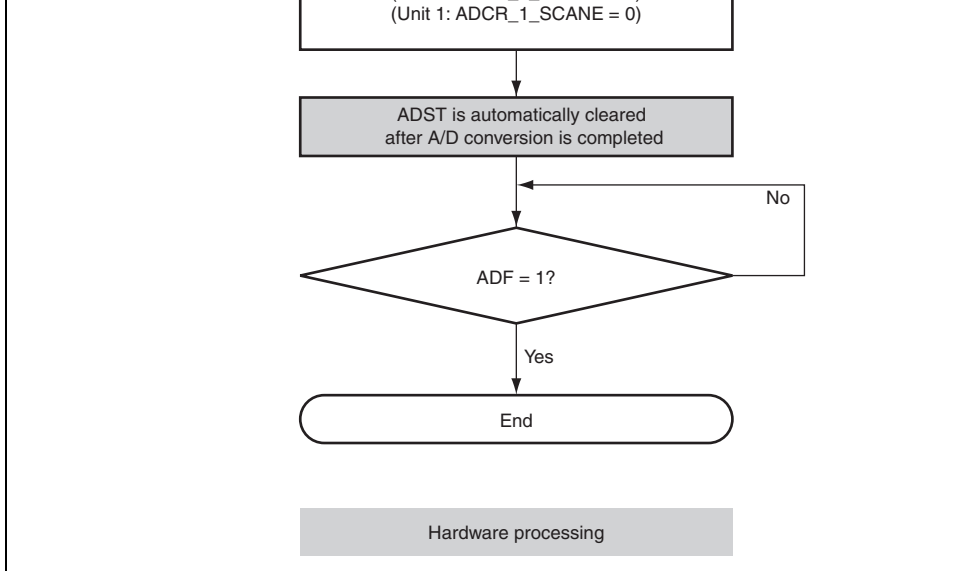 (Unit 1: ADCR_1_SCANE = 0)
ADST is automatically cleared
after A/D conversion is completed
No
ADF = 1?
Yes
End
Hardware processing